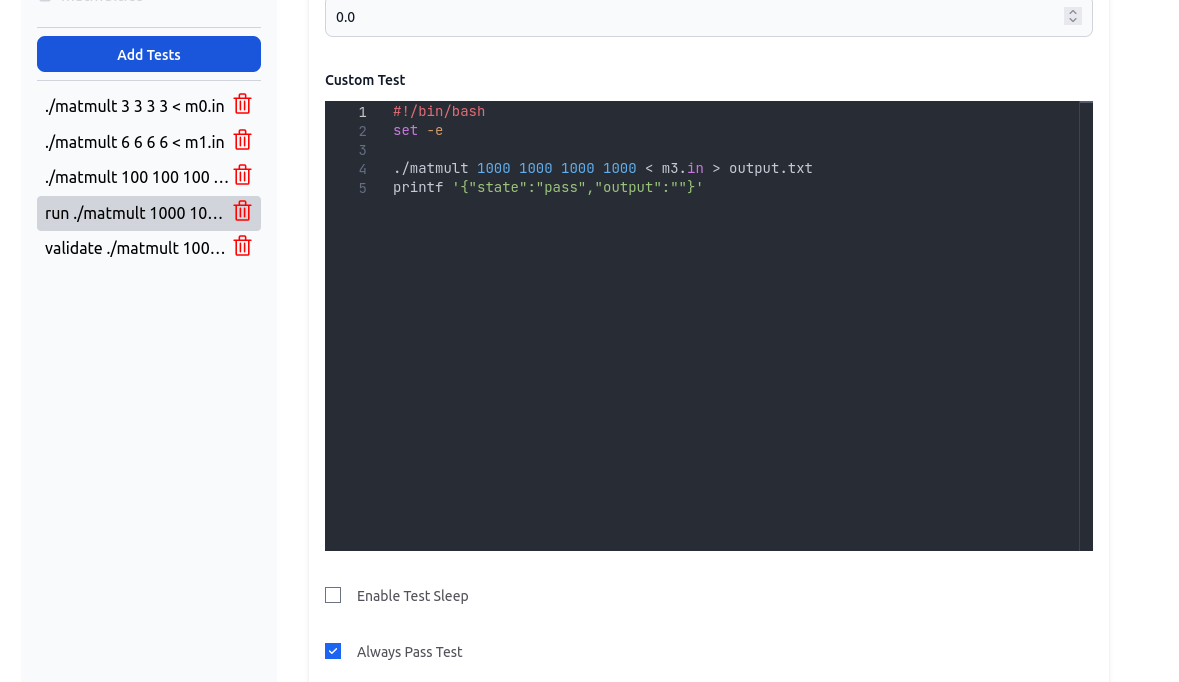 Add Tests
./matmult 3 3 3 3 < m0.in
./matmult 6 6 6 6 < m1.in
./matmult 100 100 100 ...
run ./matmult 1000 10...
validate ./matmult 100...
0.0
Custom Test
1 #!/bin/bash
2 set -e
3
4 ./matmult 1000 1000 1000 1000 < m3.in > output.txt
5 printf '{"state":"pass","output":""}'
Enable Test Sleep
Always Pass Test